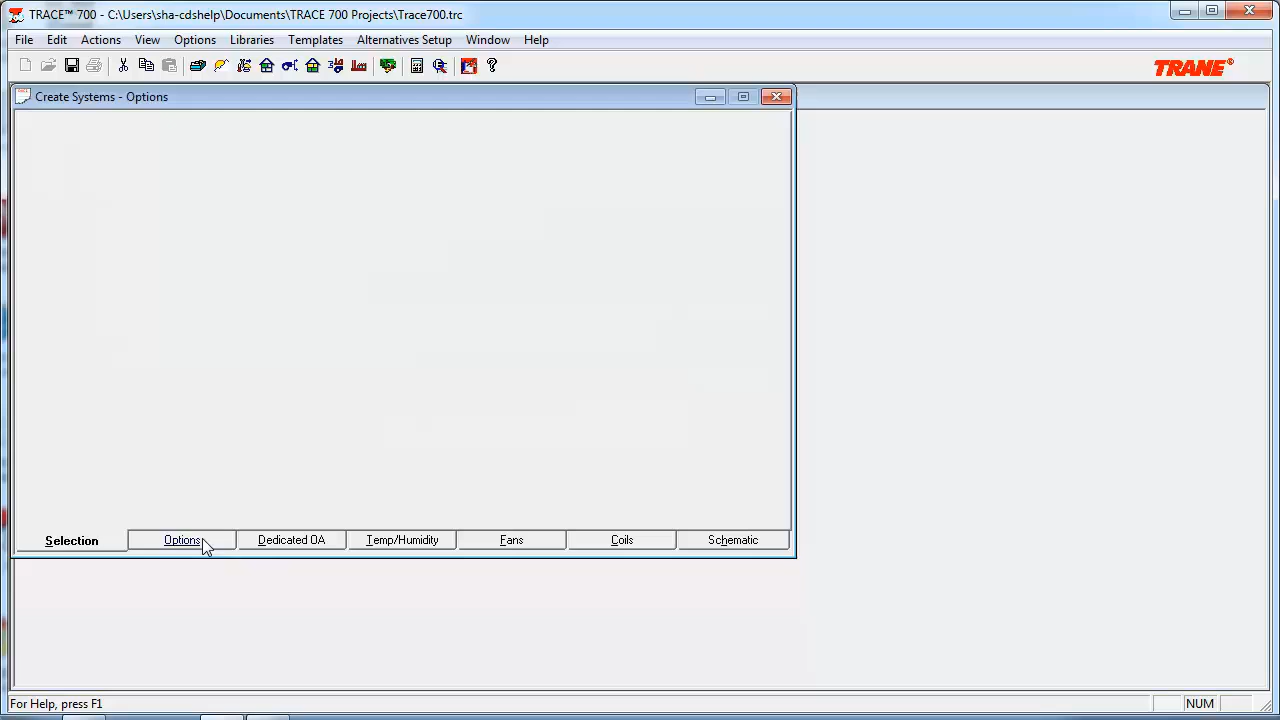 TRACE™ 700 - C:\Users\sha-cdshelp\Documents\TRACE 700 Projects\Trace700.trc
File Edit Actions View Options Libraries Templates Alternatives Setup Window Help
TRANE®
Create Systems - Options
Selection Options Dedicated OA Temp/Humidity Fans Coils Schematic
For Help, press F1
NUM